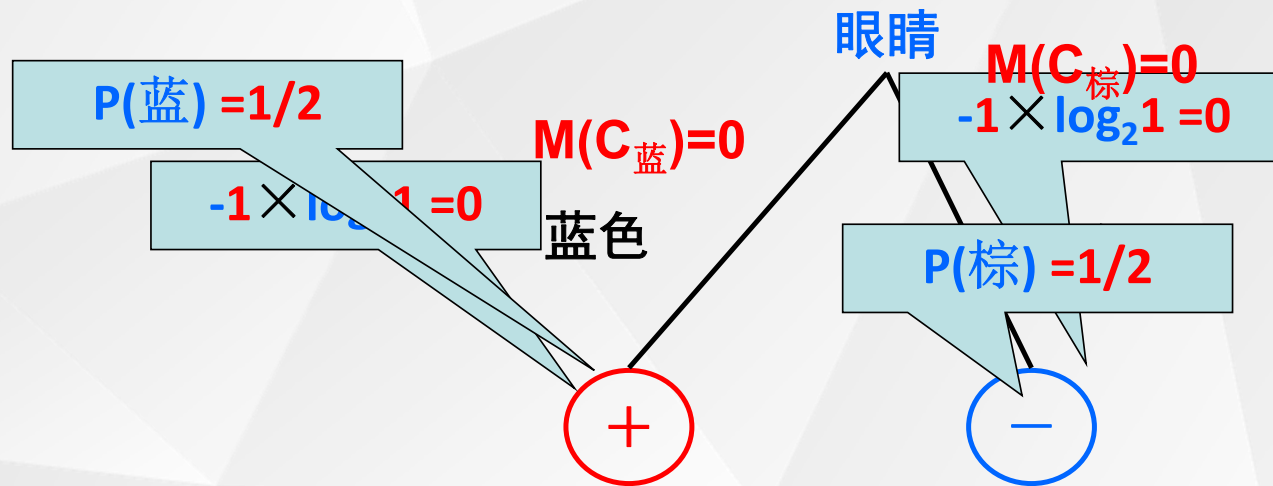 眼睛
P(蓝) =1/2
M(C棕)=0
-1×log₂1 =0
M(C蓝)=0
-1×log 1 =0
蓝色
P(棕) =1/2
+
—